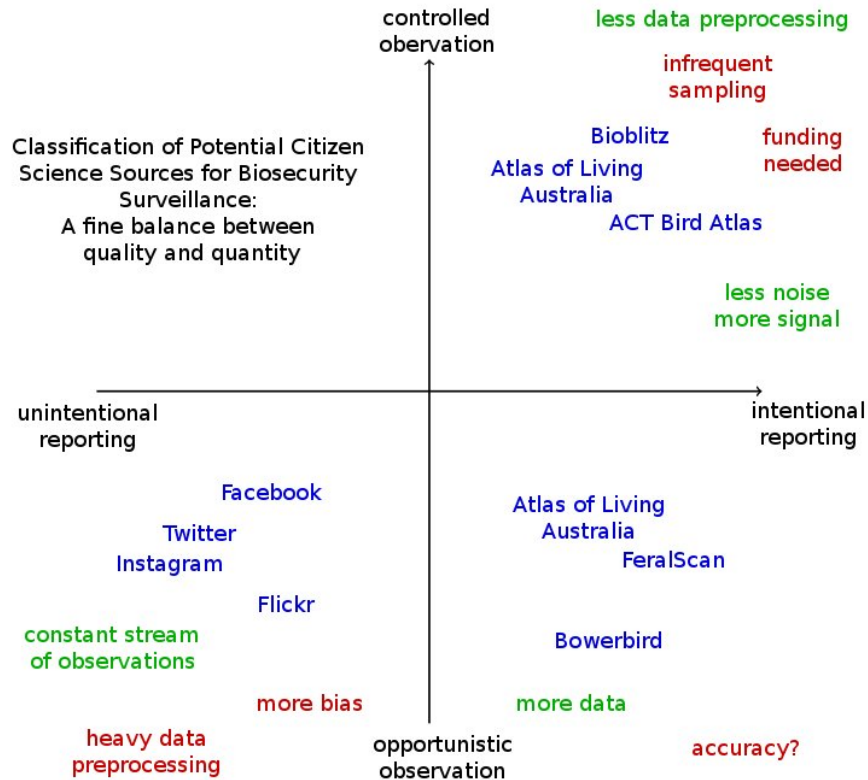 controlled
obervation
less data preprocessing
infrequent
sampling
Classification of Potential Citizen
Science Sources for Biosecurity
Surveillance:
A fine balance between
quality and quantity
Bioblitz
funding
needed
Atlas of Living
Australia
ACT Bird Atlas
less noise
more signal
unintentional
reporting
intentional
reporting
Facebook
Twitter
Instagram
Flickr
Atlas of Living
Australia
FeralScan
Bowerbird
constant stream
of observations
more bias
more data
heavy data
preprocessing
opportunistic
observation
accuracy?